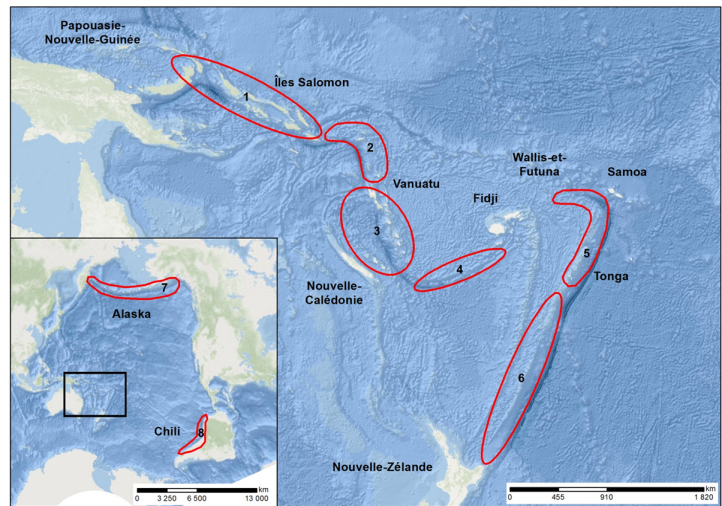 Papouasie-
Nouvelle-Guinée
Îles Salomon
1
2
Wallis-et-
Futuna
Samoa
Vanuatu
Fidji
3
4
5
Tonga
Nouvelle-
Calédonie
6
Nouvelle-Zélande
7
Alaska
Chili
8
km
0 3 250 6 500 13 000
km
0 455 910 1 820